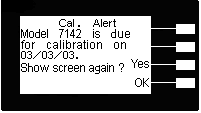 Cal. Alert
Model 7142 is due
for calibration on
03/03/03.
Yes
Show screen again ?
OK